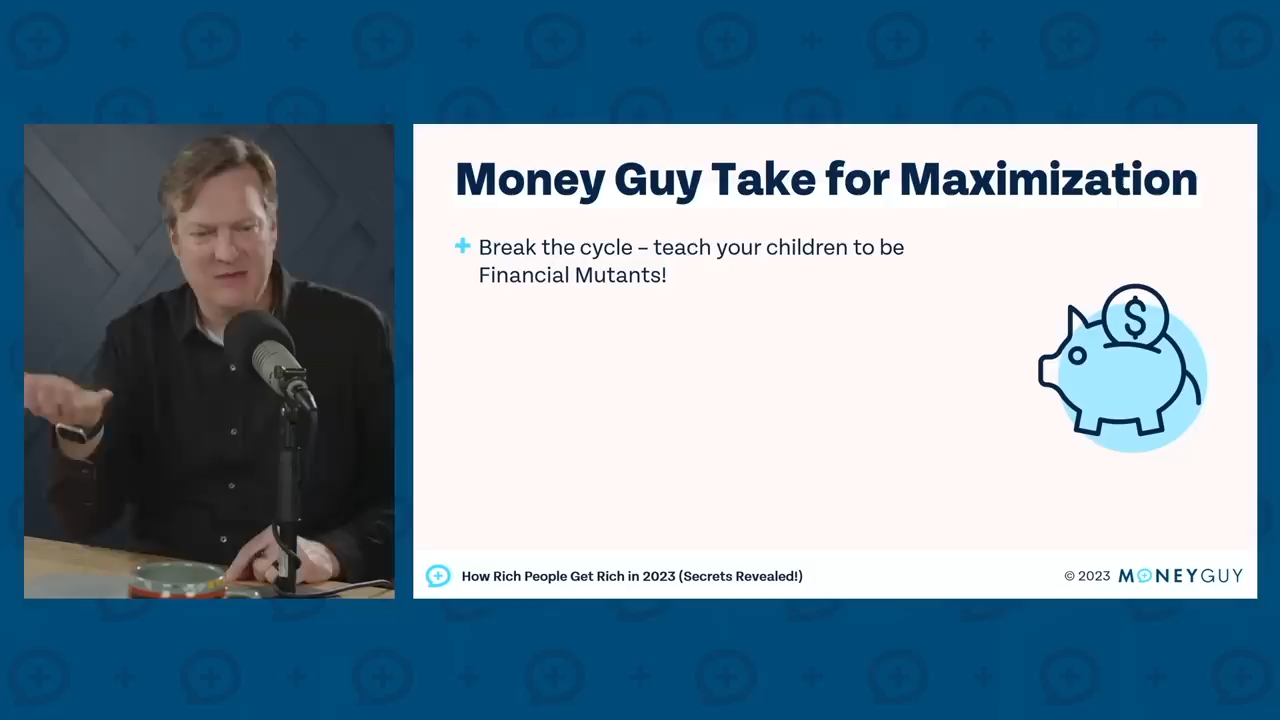 Money Guy Take for Maximization
Break the cycle – teach your children to be
Financial Mutants!
$
How Rich People Get Rich in 2023 (Secrets Revealed!)
© 2023 MONEYGUY